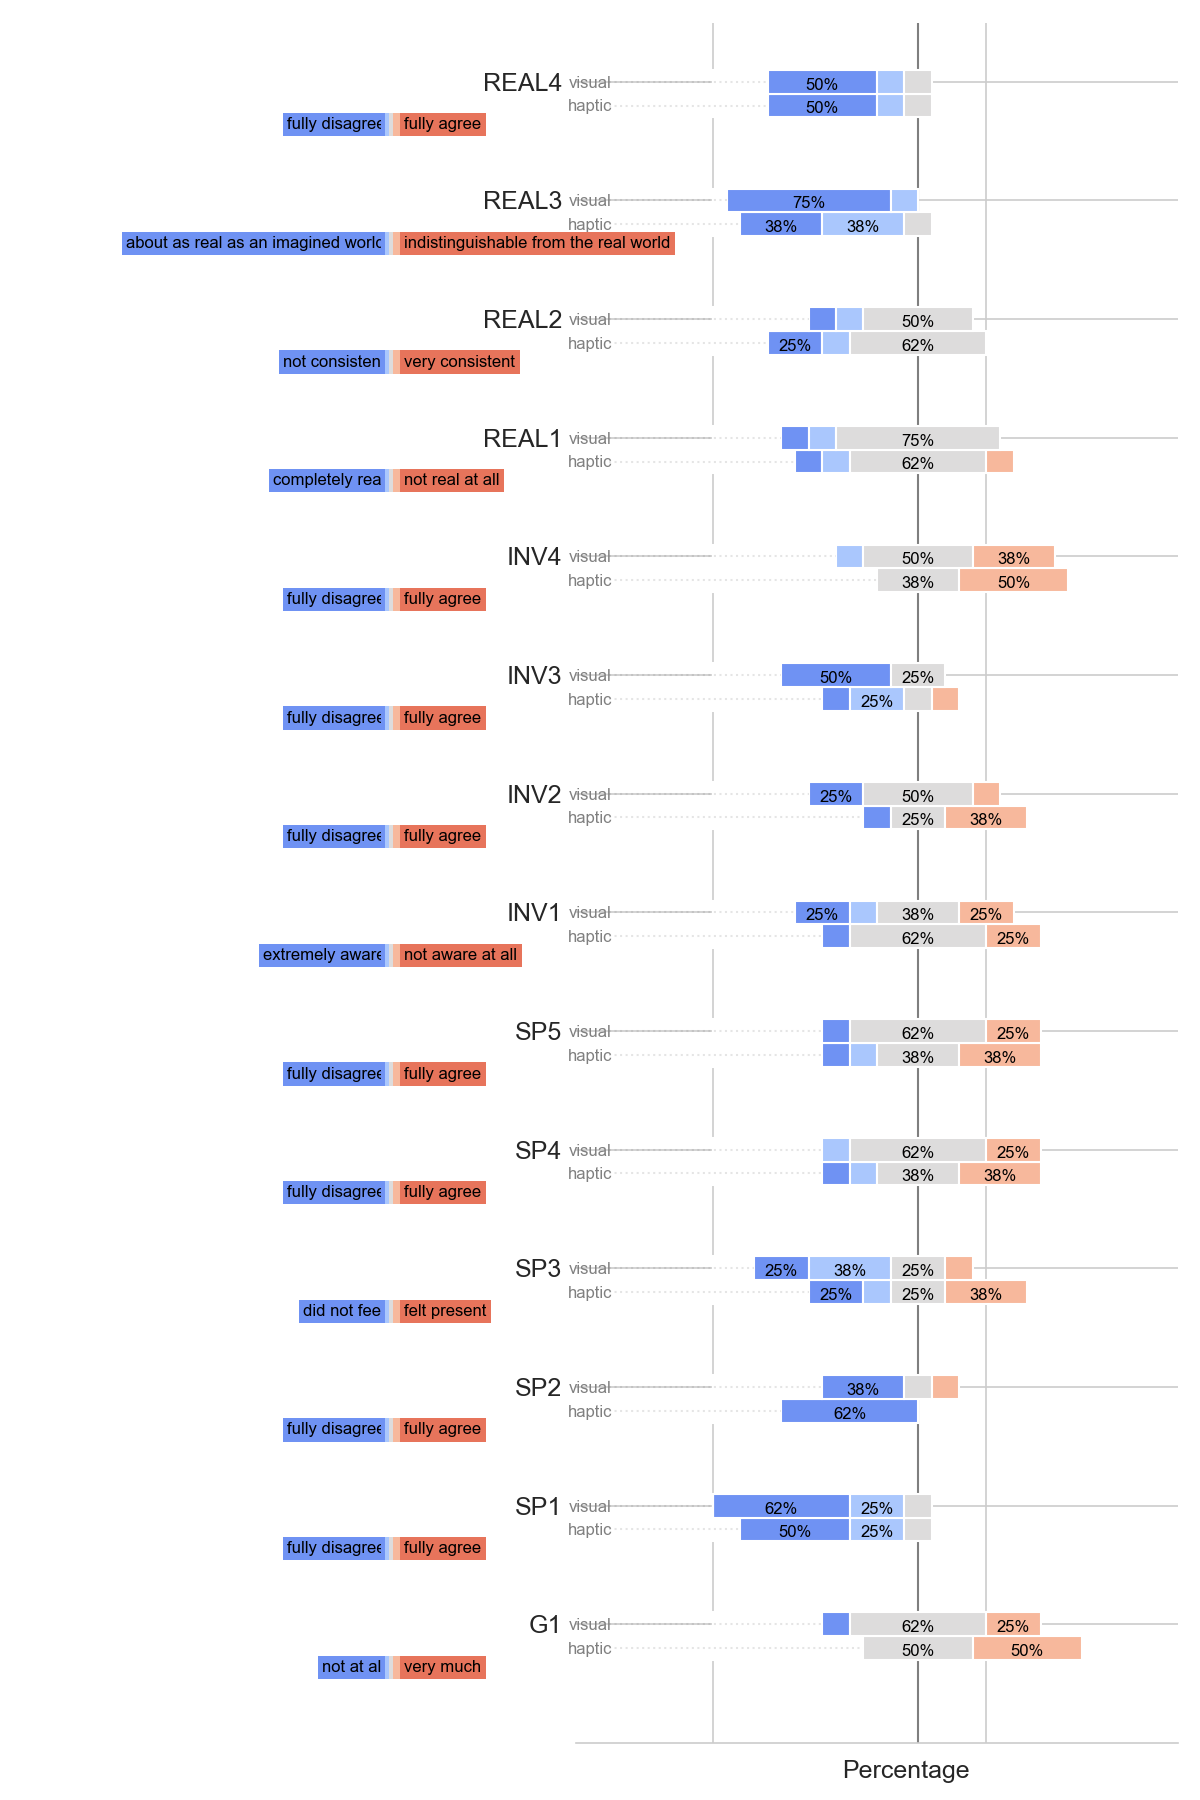 REAL4 visual 50%
haptic 50%
fully disagree fully agree
REAL3 visual 75%
haptic 38% 38%
about as real as an imagined world indistinguishable from the real world
REAL2 visual 50%
haptic 25% 62%
not consisten very consistent
REAL1 visual 75%
haptic 62%
completely rea not real at all
INV4 visual 50% 38%
haptic 38% 50%
fully disagree fully agree
INV3 visual 50% 25%
haptic 25%
fully disagree fully agree
INV2 visual 25% 50%
haptic 25% 38%
fully disagree fully agree
INV1 visual 25% 38% 25%
haptic 62% 25%
extremely aware not aware at all
SP5 visual 62% 25%
haptic 38% 38%
fully disagree fully agree
SP4 visual 62% 25%
haptic 38% 38%
fully disagree fully agree
SP3 visual 25% 38% 25%
haptic 25% 25% 38%
did not fee felt present
SP2 visual 38%
haptic 62%
fully disagree fully agree
SP1 visual 62% 25%
haptic 50% 25%
fully disagree fully agree
G1 visual 62% 25%
haptic 50% 50%
not at al very much
Percentage